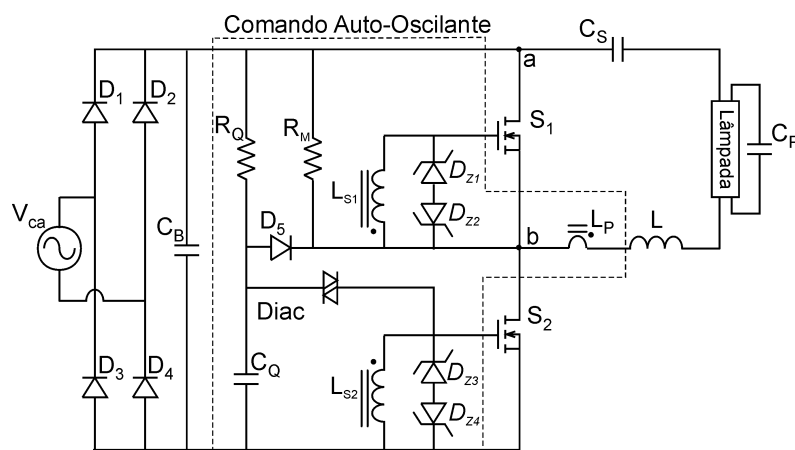 Comando Auto-Oscilante
C_S
a
D_1
D_2
R_Q
R_M
S_1
Lâmpada
C_P
D_Z1
L_S1
D_Z2
V_ca
C_B
D_5
b
L_P
L
Diac
S_2
D_3
D_4
C_Q
L_S2
D_Z3
D_Z4